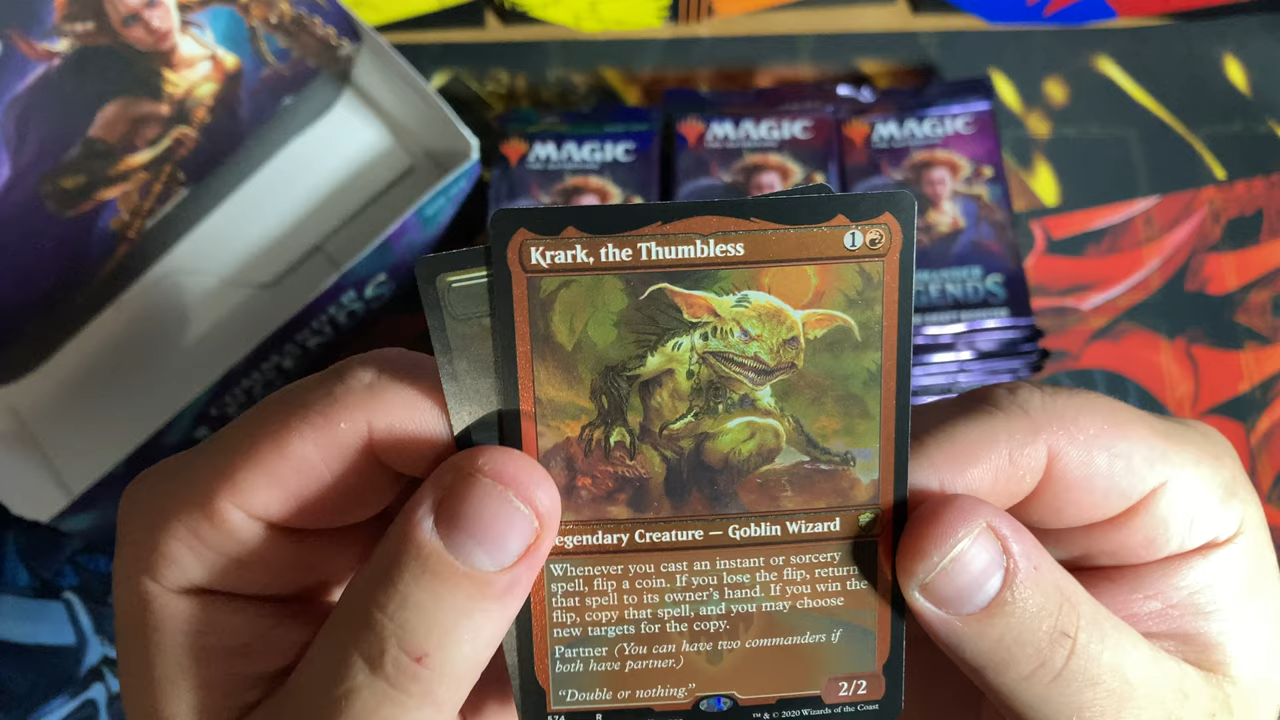 MAGIC
MAGIC
MAGIC
GENDS
Krark, the Thumbless
1
egendary Creature — Goblin Wizard
Whenever you cast an instant or sorcery
spell, flip a coin. If you lose the flip, return
that spell to its owner's hand. If you win the
flip, copy that spell, and you may choose
new targets for the copy.
Partner (You can have two commanders if
both have partner.)
"Double or nothing."
2/2
574 R
™ & © 2020 Wizards of the Coast